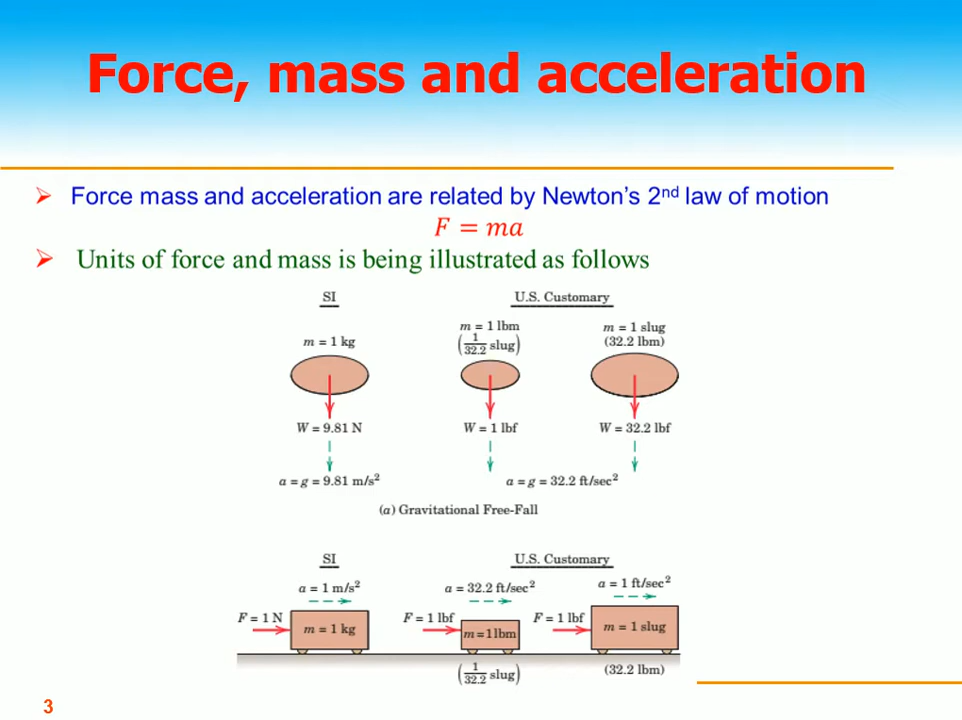 Force, mass and acceleration
➢ Force mass and acceleration are related by Newton’s 2nd law of motion
F = ma
➢ Units of force and mass is being illustrated as follows
SI U.S. Customary
m = 1 kg m = 1 lbm (1/32.2 slug) m = 1 slug (32.2 lbm)
W = 9.81 N W = 1 lbf W = 32.2 lbf
a = g = 9.81 m/s² a = g = 32.2 ft/sec²
(a) Gravitational Free-Fall
SI U.S. Customary
a = 1 m/s² a = 32.2 ft/sec² a = 1 ft/sec²
F = 1 N F = 1 lbf F = 1 lbf
m = 1 kg m = 1 lbm m = 1 slug
(1/32.2 slug) (32.2 lbm)
3